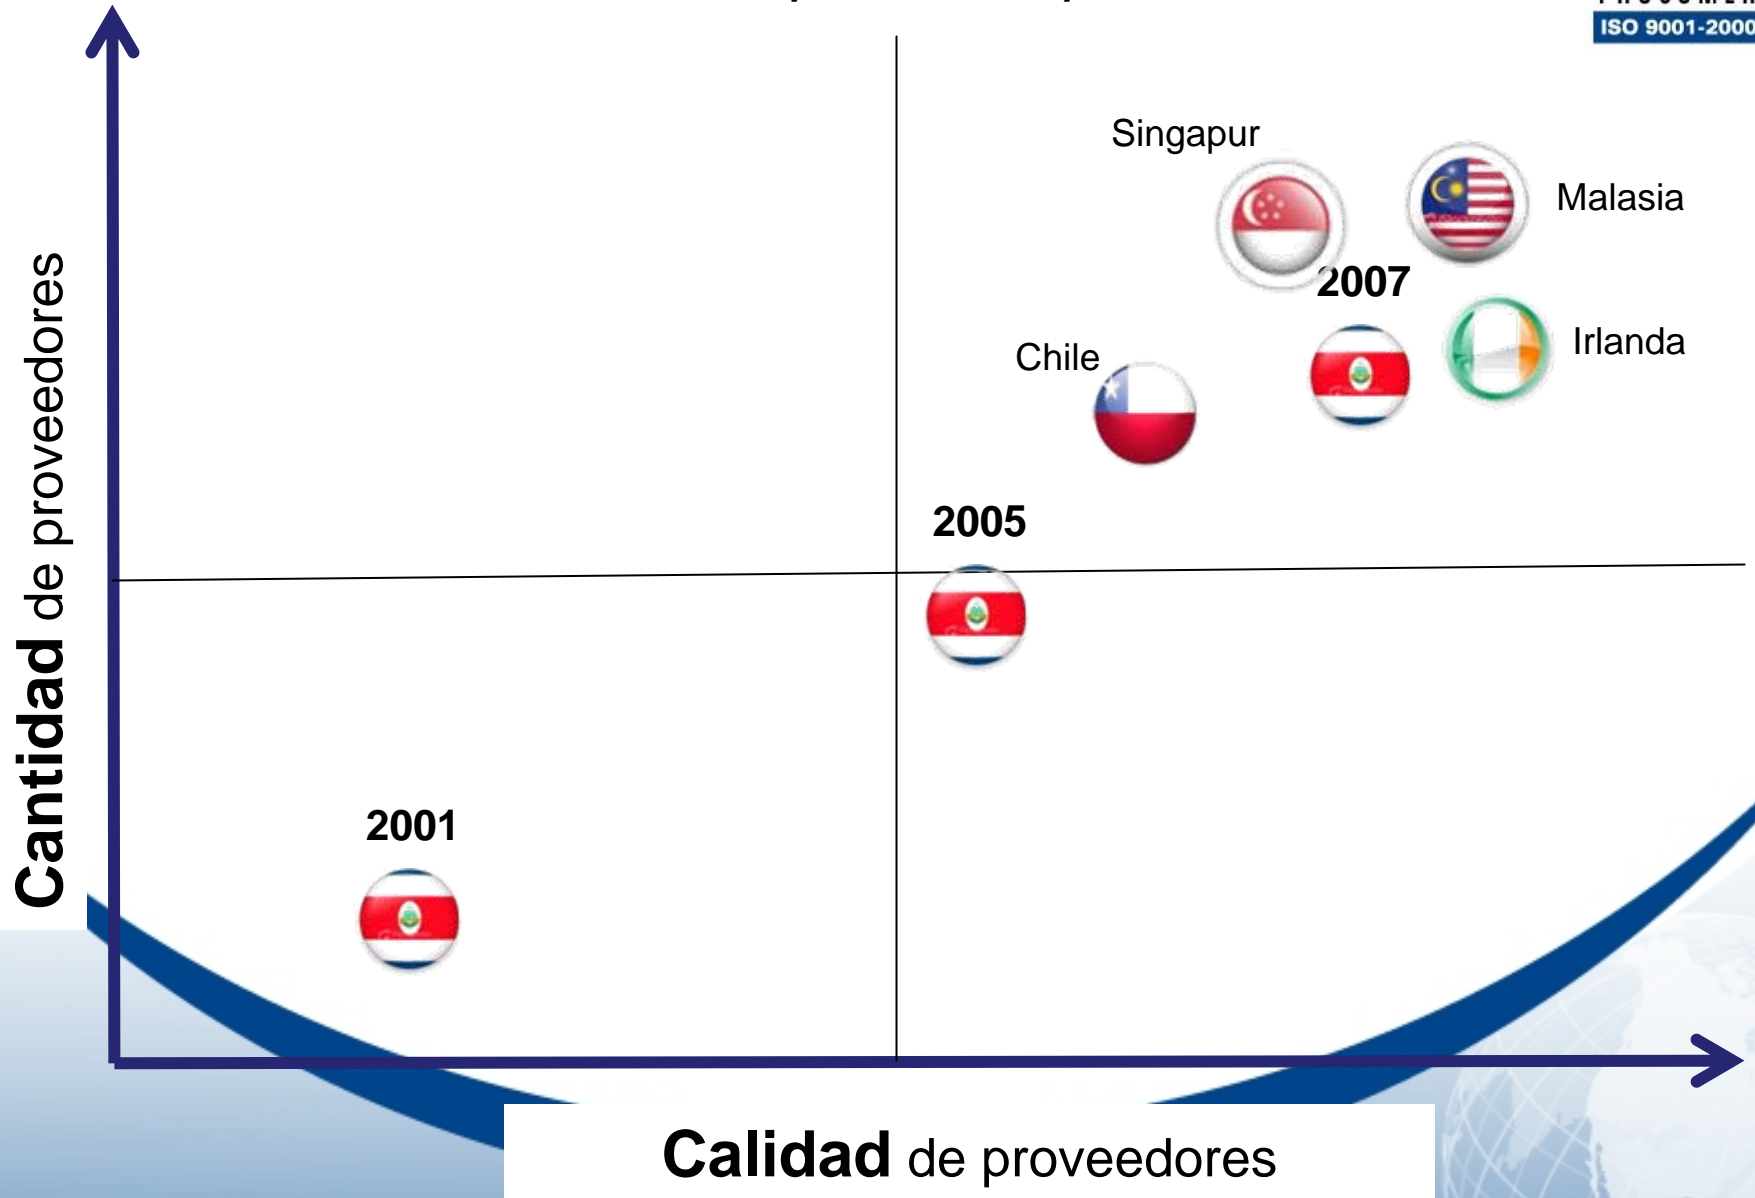 ISO 9001-2000
Singapur
Malasia
2007
Irlanda
Chile
2005
2001
Cantidad de proveedores
Calidad de proveedores